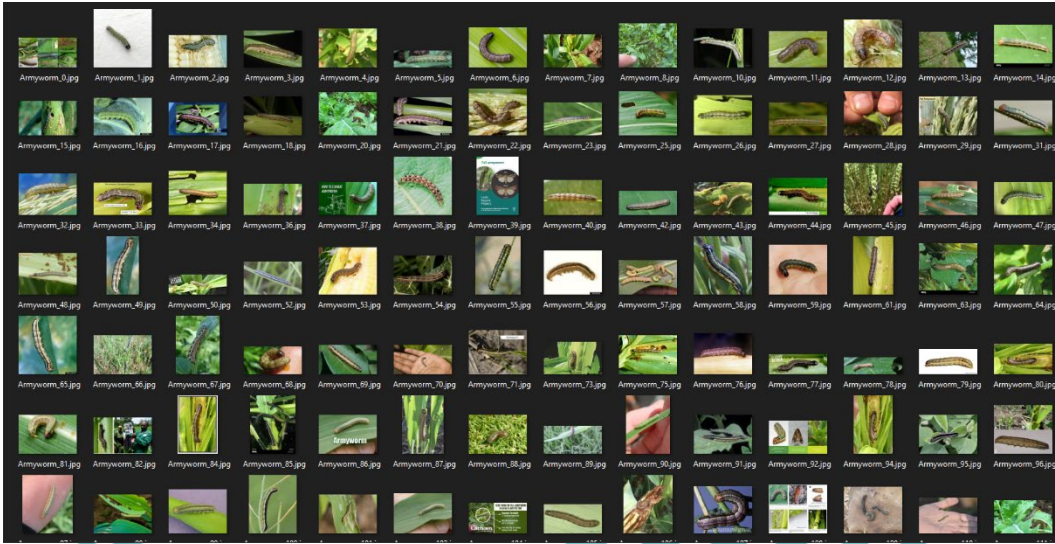 Armyworm_0.jpg Armyworm_1.jpg Armyworm_2.jpg Armyworm_3.jpg Armyworm_4.jpg Armyworm_5.jpg Armyworm_6.jpg Armyworm_7.jpg Armyworm_8.jpg Armyworm_10.jpg Armyworm_11.jpg Armyworm_12.jpg Armyworm_13.jpg Armyworm_14.jpg
Armyworm_15.jpg Armyworm_16.jpg Armyworm_17.jpg Armyworm_18.jpg Armyworm_20.jpg Armyworm_21.jpg Armyworm_22.jpg Armyworm_23.jpg Armyworm_25.jpg Armyworm_26.jpg Armyworm_27.jpg Armyworm_28.jpg Armyworm_29.jpg Armyworm_31.jpg
Armyworm_32.jpg Armyworm_33.jpg Armyworm_34.jpg Armyworm_36.jpg Armyworm_37.jpg Armyworm_38.jpg Armyworm_39.jpg Armyworm_40.jpg Armyworm_42.jpg Armyworm_43.jpg Armyworm_44.jpg Armyworm_45.jpg Armyworm_46.jpg Armyworm_47.jpg
Armyworm_48.jpg Armyworm_49.jpg Armyworm_50.jpg Armyworm_52.jpg Armyworm_53.jpg Armyworm_54.jpg Armyworm_55.jpg Armyworm_56.jpg Armyworm_57.jpg Armyworm_58.jpg Armyworm_59.jpg Armyworm_61.jpg Armyworm_63.jpg Armyworm_64.jpg
Armyworm_65.jpg Armyworm_66.jpg Armyworm_67.jpg Armyworm_68.jpg Armyworm_69.jpg Armyworm_70.jpg Armyworm_71.jpg Armyworm_73.jpg Armyworm_75.jpg Armyworm_76.jpg Armyworm_77.jpg Armyworm_78.jpg Armyworm_79.jpg Armyworm_80.jpg
Armyworm
Armyworm_81.jpg Armyworm_82.jpg Armyworm_84.jpg Armyworm_85.jpg Armyworm_86.jpg Armyworm_87.jpg Armyworm_88.jpg Armyworm_89.jpg Armyworm_90.jpg Armyworm_91.jpg Armyworm_92.jpg Armyworm_94.jpg Armyworm_95.jpg Armyworm_96.jpg